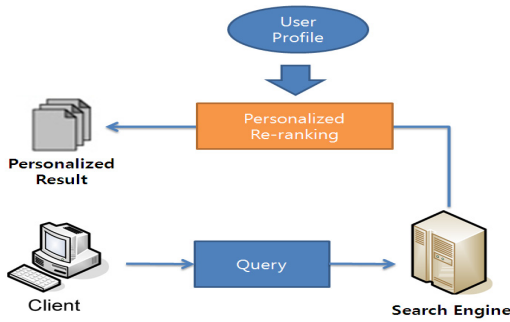 User
Profile
Personalized
Re-ranking
Personalized
Result
Query
Client
Search Engine